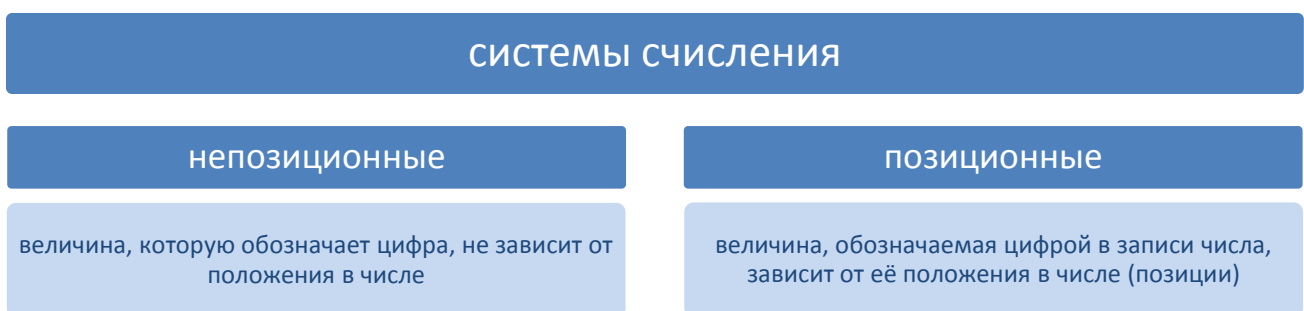 системы счисления
непозиционные
величина, которую обозначает цифра, не зависит от
положения в числе
позиционные
величина, обозначаемая цифрой в записи числа,
зависит от её положения в числе (позиции)